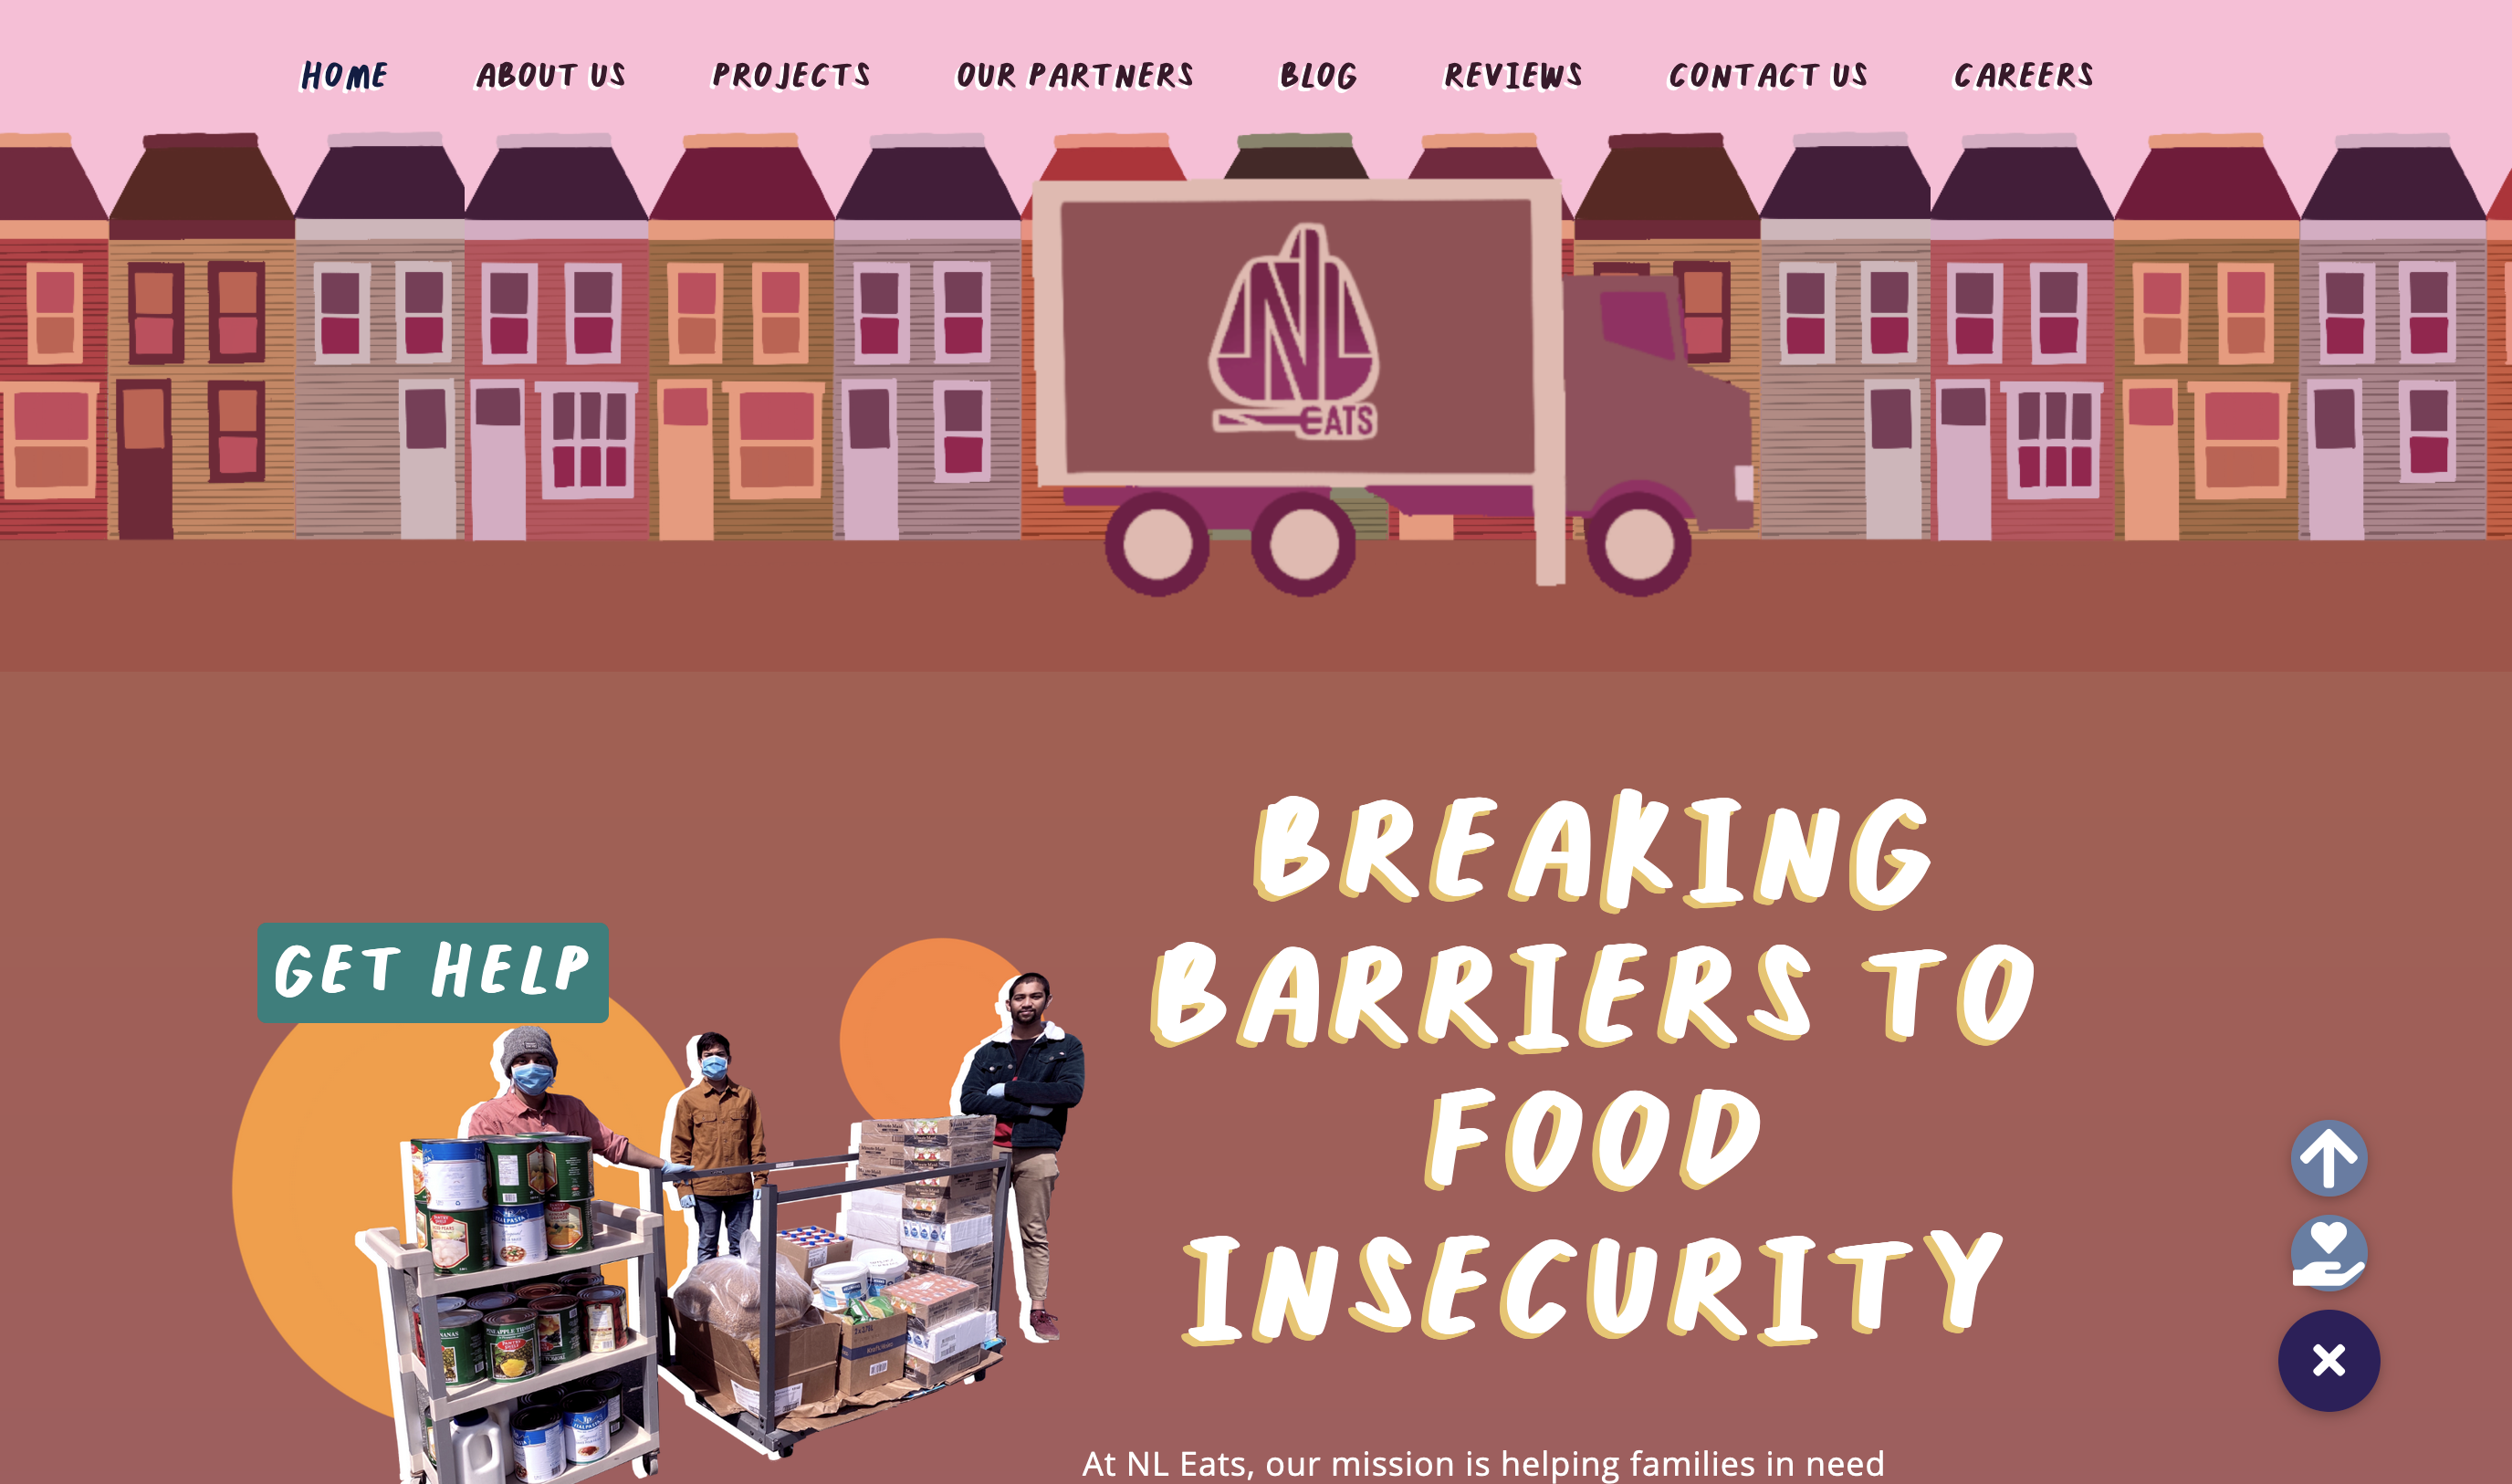 HOME ABOUT US PROJECTS OUR PARTNERS BLOG REVIEWS CONTACT US CAREERS
NL
EATS
BREAKING
BARRIERS TO
FOOD
INSECURITY
GET HELP
At NL Eats, our mission is helping families in need